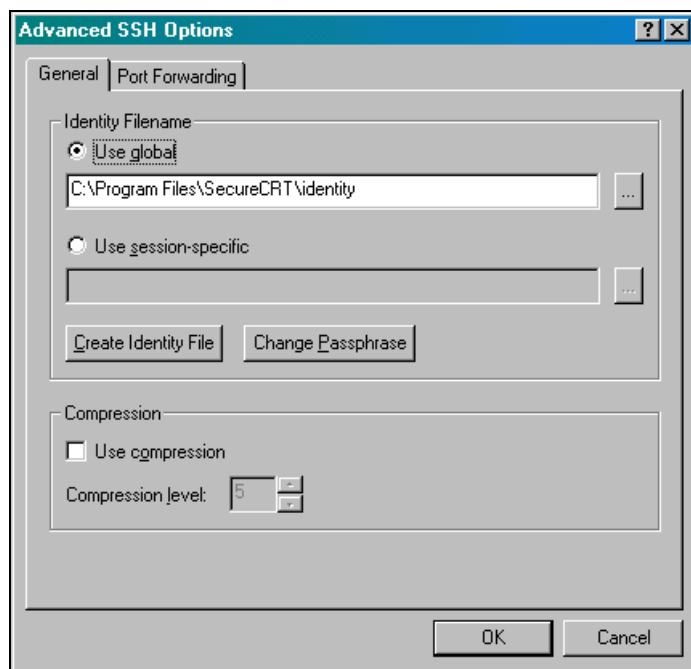 Advanced SSH Options
General Port Forwarding
Identity Filename
Use global
C:\Program Files\SecureCRT\identity
...
Use session-specific
...
Create Identity File Change Passphrase
Compression
Use compression
Compression level: 5
OK Cancel